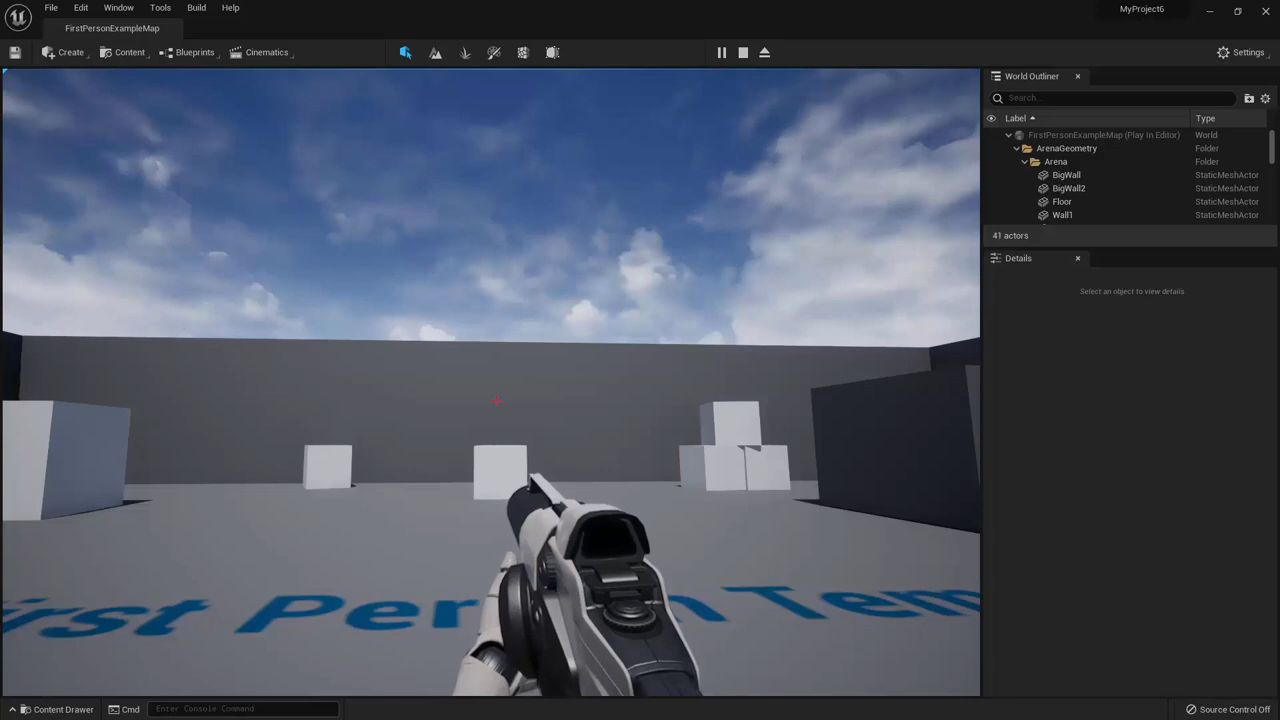 File Edit Window Tools Build Help
MyProject6
FirstPersonExampleMap
Create Content Blueprints Cinematics Settings
World Outliner
Search...
Label Type
FirstPersonExampleMap (Play In Editor) World
ArenaGeometry Folder
Arena Folder
BigWall StaticMeshActor
BigWall2 StaticMeshActor
Floor StaticMeshActor
Wall1 StaticMeshActor
41 actors
Details
Select an object to view details
First Person Tem
Content Drawer Cmd Enter Console Command Source Control Off